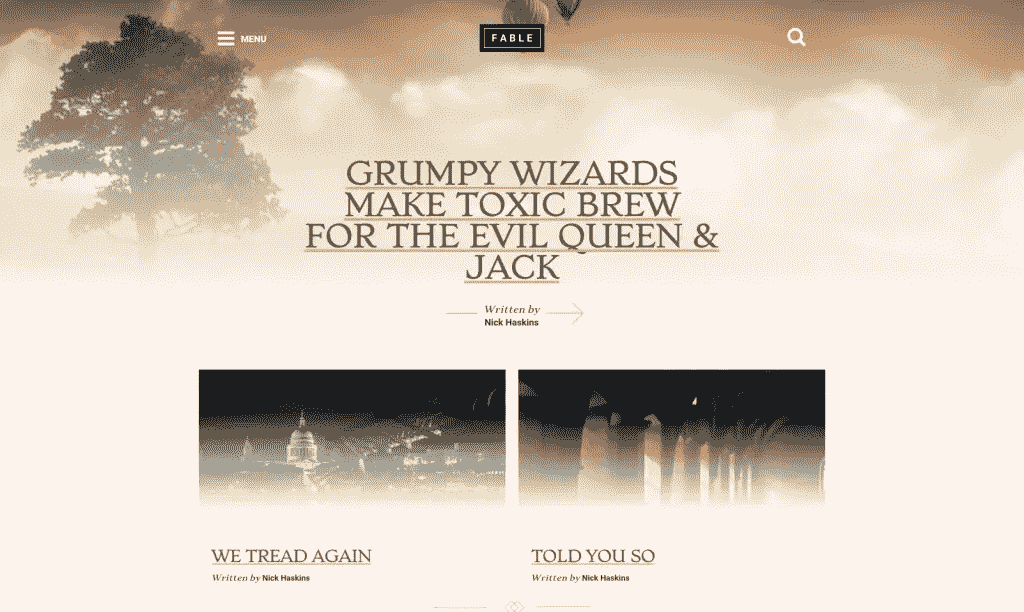 MENU
FABLE
GRUMPY WIZARDS
MAKE TOXIC BREW
FOR THE EVIL QUEEN &
JACK
Written by
Nick Haskins
WE TREAD AGAIN
Written by Nick Haskins
TOLD YOU SO
Written by Nick Haskins